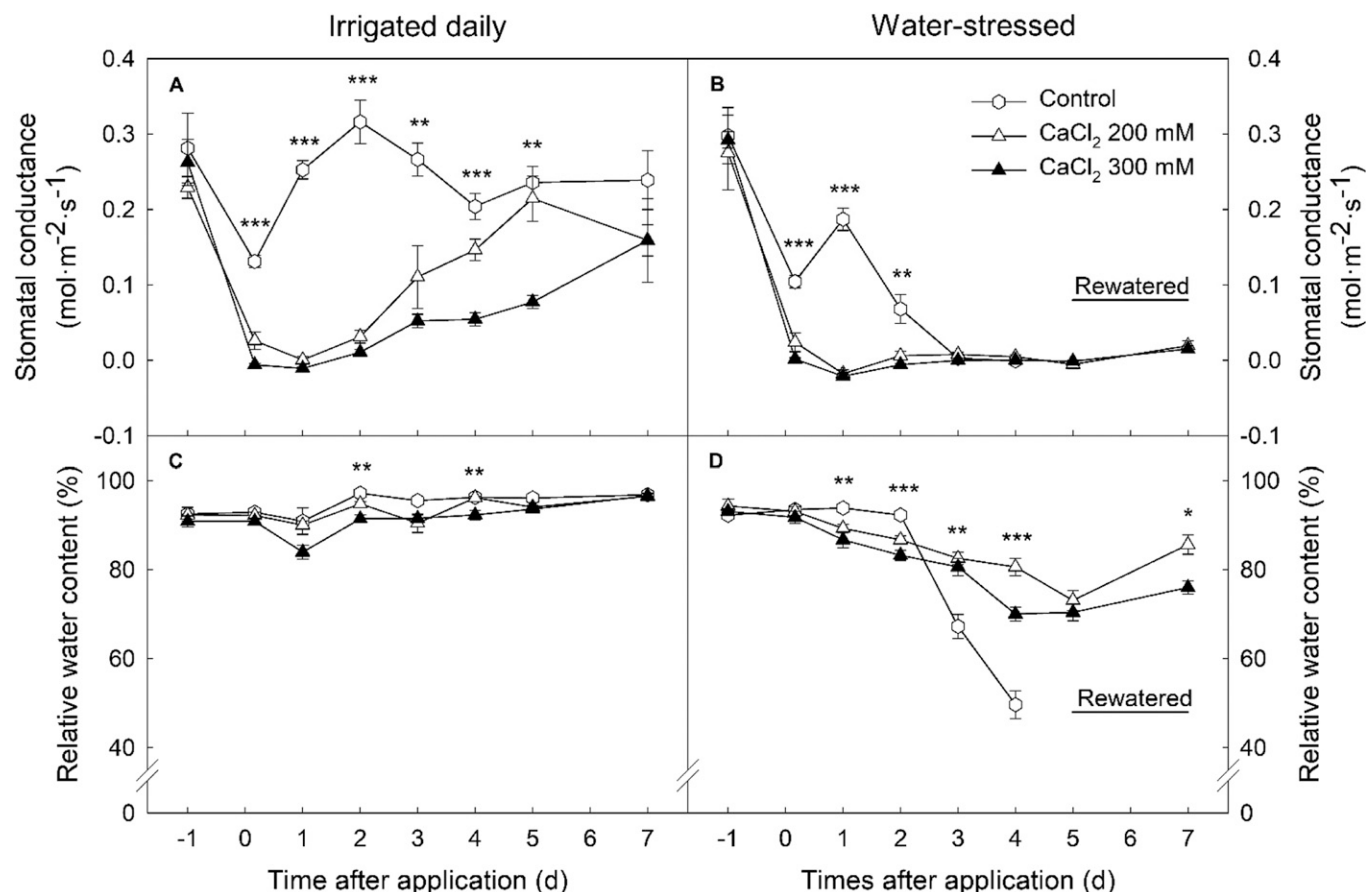 Irrigated daily
Water-stressed
Stomatal conductance
(mol·m⁻²·s⁻¹)
0.4
0.3
0.2
0.1
0.0
-0.1
A
***
***
***
**
***
**
B
***
***
**
Control
CaCl₂ 200 mM
CaCl₂ 300 mM
Rewatered
0.4
0.3
0.2
0.1
0.0
-0.1
Stomatal conductance
(mol·m⁻²·s⁻¹)
Relative water content (%)
100
80
60
40
0
C
**
**
D
**
***
**
***
*
Rewatered
100
80
60
40
0
Relative water content (%)
-1 0 1 2 3 4 5 7
-1 0 1 2 3 4 5 7
Time after application (d)
Times after application (d)